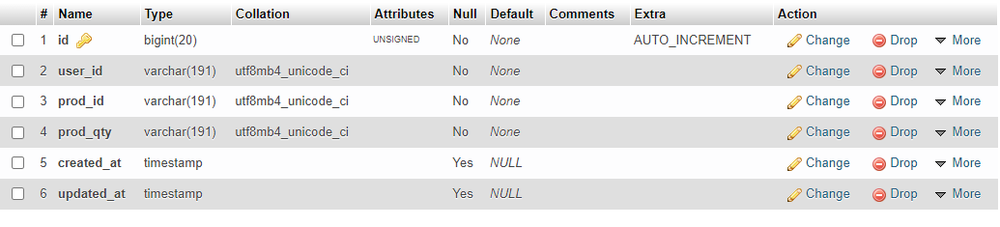 # Name Type Collation Attributes Null Default Comments Extra Action
1 id bigint(20) UNSIGNED No None AUTO_INCREMENT Change Drop More
2 user_id varchar(191) utf8mb4_unicode_ci No None Change Drop More
3 prod_id varchar(191) utf8mb4_unicode_ci No None Change Drop More
4 prod_qty varchar(191) utf8mb4_unicode_ci No None Change Drop More
5 created_at timestamp Yes NULL Change Drop More
6 updated_at timestamp Yes NULL Change Drop More